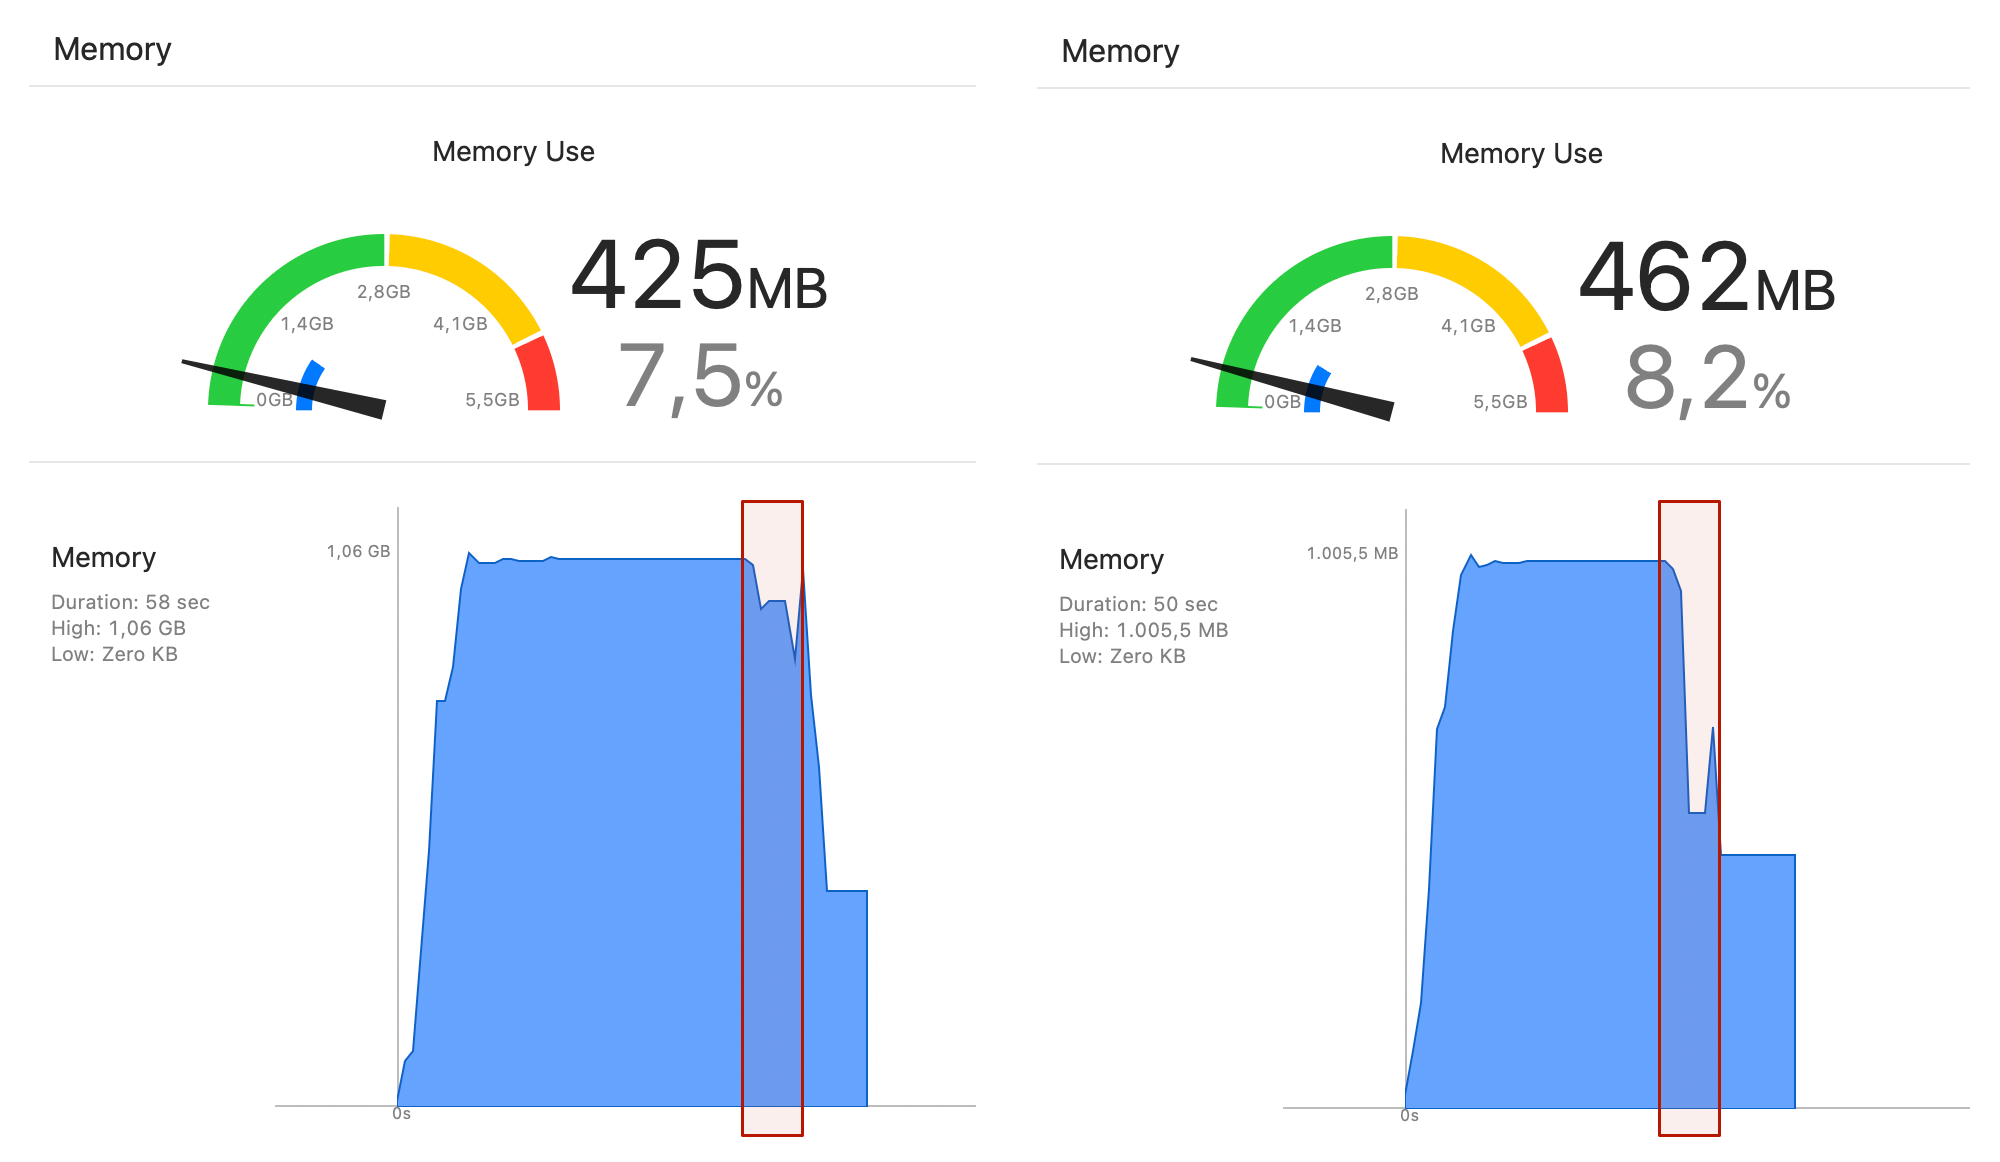 Memory
Memory Use
425MB
7,5%
2,8GB
1,4GB
4,1GB
0GB
5,5GB
Memory
Duration: 58 sec
High: 1,06 GB
Low: Zero KB
1,06 GB
0s
Memory
Memory Use
462MB
8,2%
2,8GB
1,4GB
4,1GB
0GB
5,5GB
Memory
Duration: 50 sec
High: 1.005,5 MB
Low: Zero KB
1.005,5 MB
0s